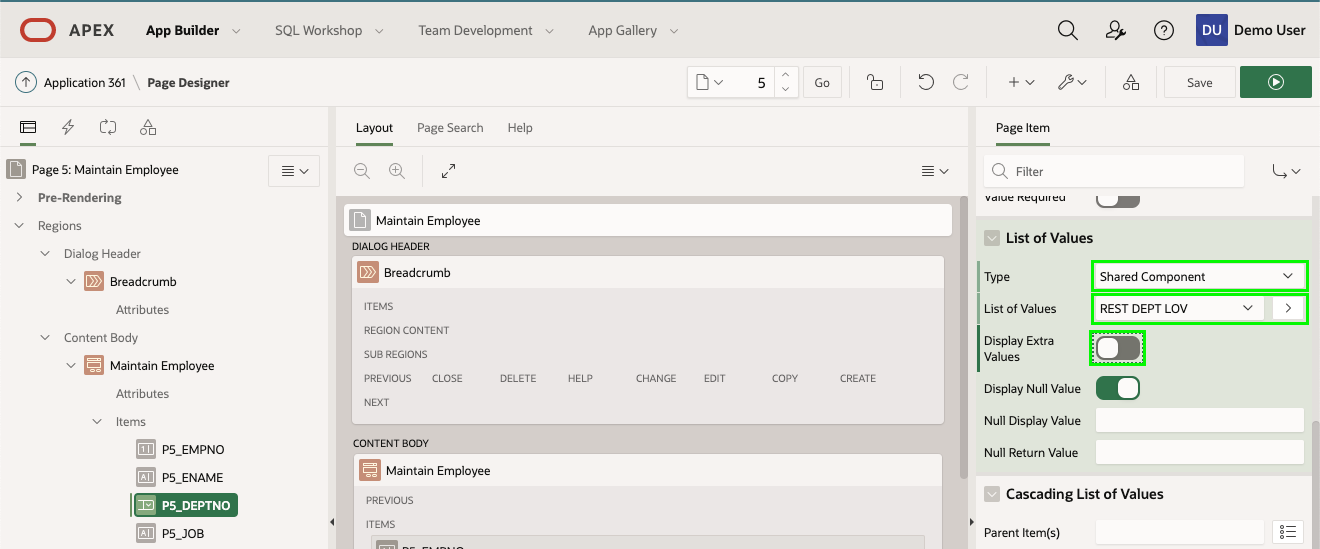 APEX App Builder SQL Workshop Team Development App Gallery DU Demo User
Application 361 \ Page Designer 5 Go Save
Layout Page Search Help
Page Item
Page 5: Maintain Employee
Filter
Pre-Rendering
Regions
Dialog Header
Breadcrumb
Attributes
Content Body
Maintain Employee
Attributes
Items
P5_EMPNO
P5_ENAME
P5_DEPTNO
P5_JOB
Maintain Employee
DIALOG HEADER
Breadcrumb
ITEMS
REGION CONTENT
SUB REGIONS
PREVIOUS CLOSE DELETE HELP CHANGE EDIT COPY CREATE
NEXT
CONTENT BODY
Maintain Employee
PREVIOUS
ITEMS
P5_EMPNO
Value Required
List of Values
Type Shared Component
List of Values REST DEPT LOV
Display Extra
Values
Display Null Value
Null Display Value
Null Return Value
Cascading List of Values
Parent Item(s)